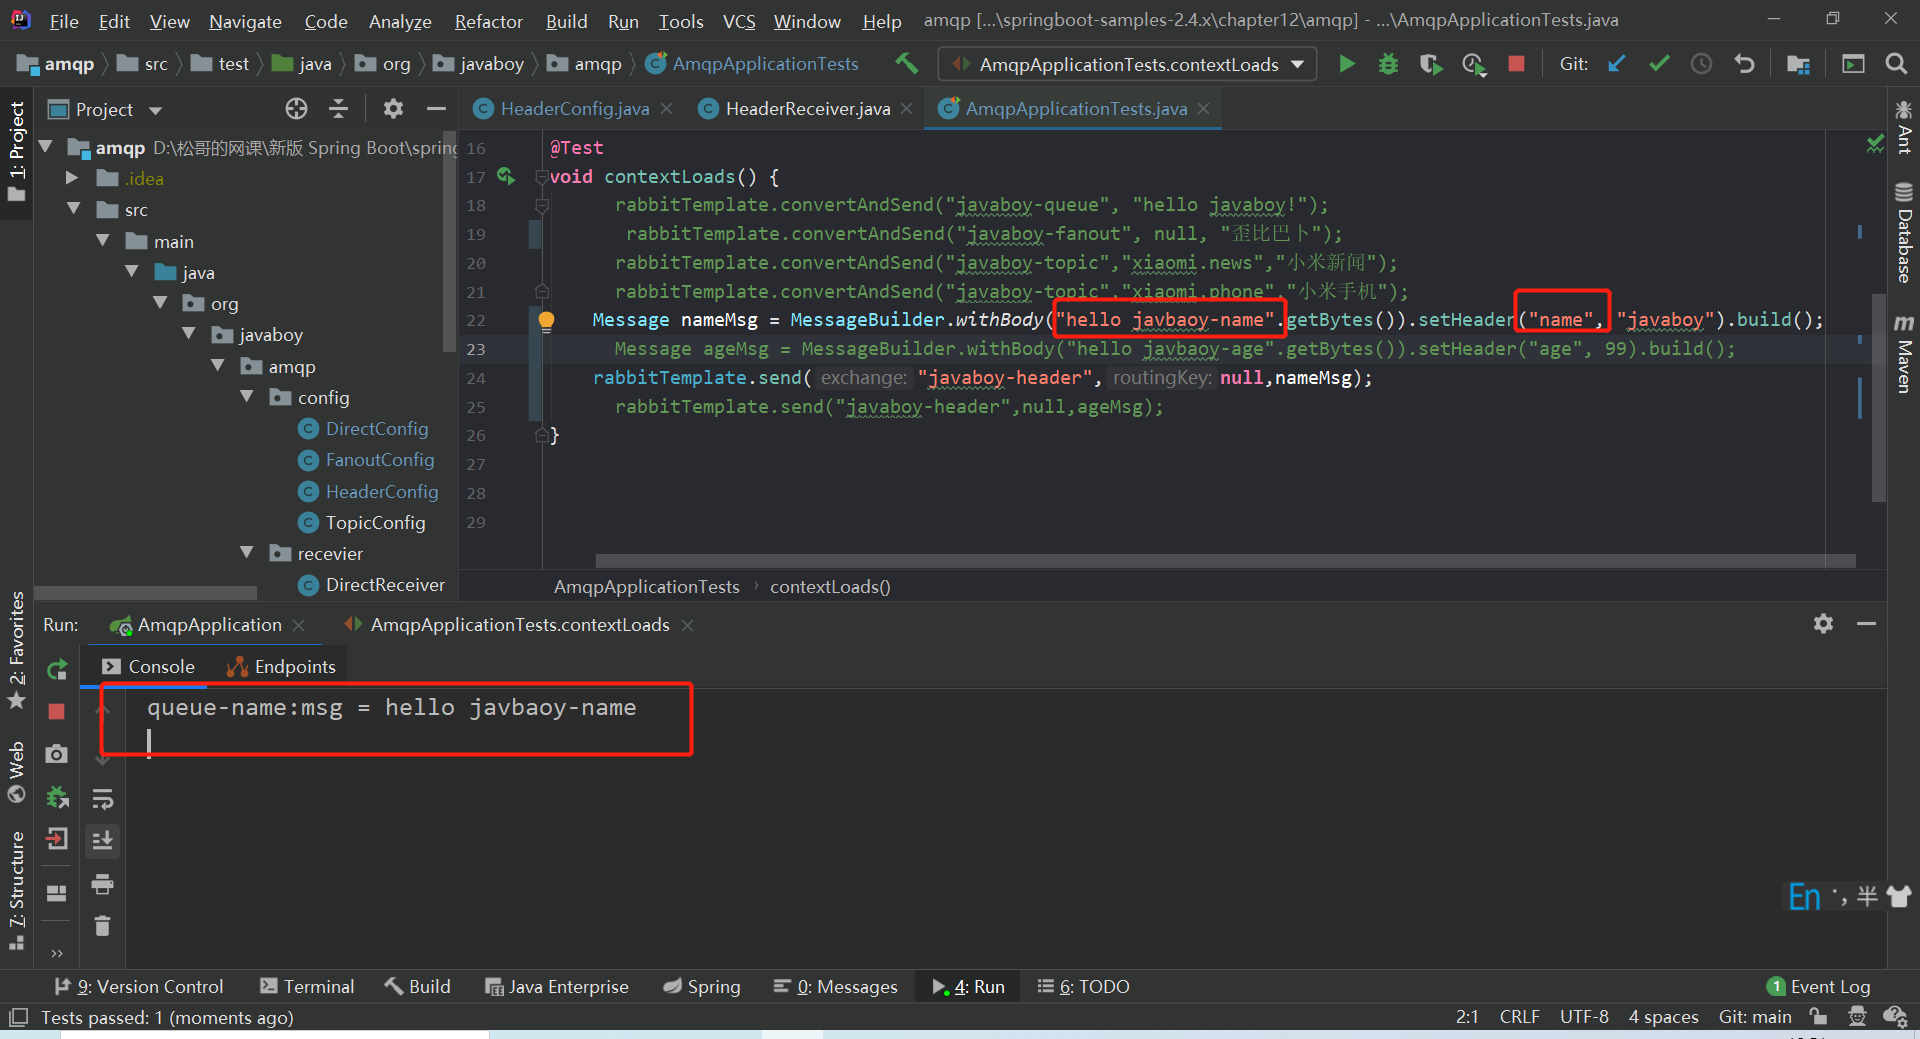 File Edit View Navigate Code Analyze Refactor Build Run Tools VCS Window Help amqp [...\springboot-samples-2.4.x\chapter12\amqp] - ...\AmqpApplicationTests.java
amqp src test java org javaboy amqp AmqpApplicationTests AmqpApplicationTests.contextLoads Git:
1: Project
Project
HeaderConfig.java HeaderReceiver.java AmqpApplicationTests.java
amqp D:\松哥的网课\新版 Spring Boot\spring
.idea
src
main
java
org
javaboy
amqp
config
DirectConfig
FanoutConfig
HeaderConfig
TopicConfig
recevier
DirectReceiver
16 @Test
17 void contextLoads() {
18 rabbitTemplate.convertAndSend("javaboy-queue", "hello javaboy!");
19 rabbitTemplate.convertAndSend("javaboy-fanout", null, "歪比巴卜");
20 rabbitTemplate.convertAndSend("javaboy-topic","xiaomi.news","小米新闻");
21 rabbitTemplate.convertAndSend("javaboy-topic","xiaomi.phone","小米手机");
22 Message nameMsg = MessageBuilder.withBody("hello javbaoy-name".getBytes()).setHeader("name", "javaboy").build();
23 Message ageMsg = MessageBuilder.withBody("hello javbaoy-age".getBytes()).setHeader("age", 99).build();
24 rabbitTemplate.send( exchange: "javaboy-header", routingKey: null,nameMsg);
25 rabbitTemplate.send("javaboy-header",null,ageMsg);
26 }
27
28
29
AmqpApplicationTests › contextLoads()
Ant
Database
m Maven
Run: AmqpApplication AmqpApplicationTests.contextLoads
Console Endpoints
queue-name:msg = hello javbaoy-name
2: Favorites
Web
7: Structure
En 半
9: Version Control Terminal Build Java Enterprise Spring 0: Messages 4: Run 6: TODO 1 Event Log
Tests passed: 1 (moments ago) 2:1 CRLF UTF-8 4 spaces Git: main